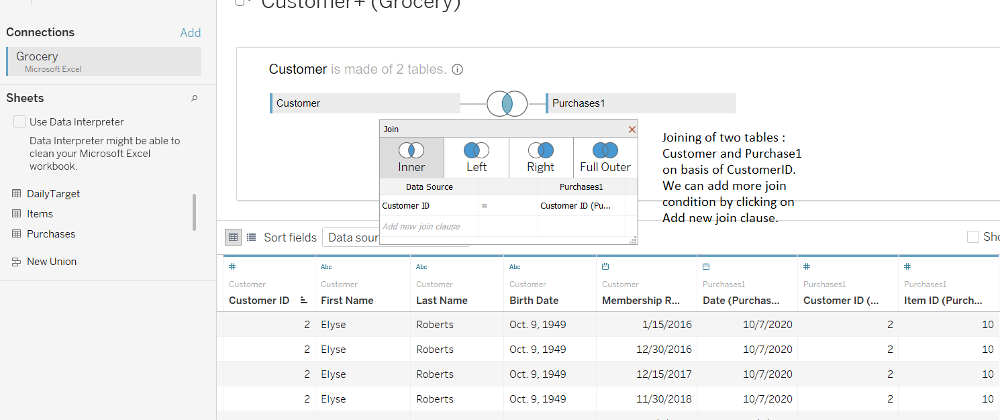 Customer+ (Grocery)
Connections
Add
Grocery
Microsoft Excel
Sheets
Use Data Interpreter
Data Interpreter might be able to
clean your Microsoft Excel
workbook.
DailyTarget
Items
Purchases
New Union
Customer is made of 2 tables.
Customer
Purchases1
Join
Inner
Left
Right
Full Outer
Data Source
Purchases1
Customer ID
=
Customer ID (Pu...
Add new join clause
Joining of two tables :
Customer and Purchase1
on basis of CustomerID.
We can add more join
condition by clicking on
Add new join clause.
Sort fields
Data sour
Sho
# Abc Abc Abc # #
Customer Customer Customer Customer Customer Purchases1 Purchases1 Purchases1
Customer ID First Name Last Name Birth Date Membership R... Date (Purchas... Customer ID (... Item ID (Purch...
2 Elyse Roberts Oct. 9, 1949 1/15/2016 10/7/2020 2 10
2 Elyse Roberts Oct. 9, 1949 12/30/2016 10/7/2020 2 10
2 Elyse Roberts Oct. 9, 1949 12/15/2017 10/7/2020 2 10
2 Elyse Roberts Oct. 9, 1949 11/30/2018 10/7/2020 2 10